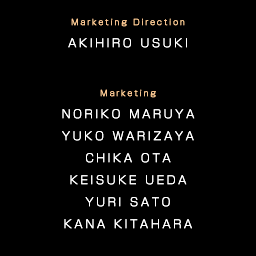 Marketing Direction
AKIHIRO USUKI
Marketing
NORIKO MARUYA
YUKO WARIZAYA
CHIKA OTA
KEISUKE UEDA
YURI SATO
KANA KITAHARA